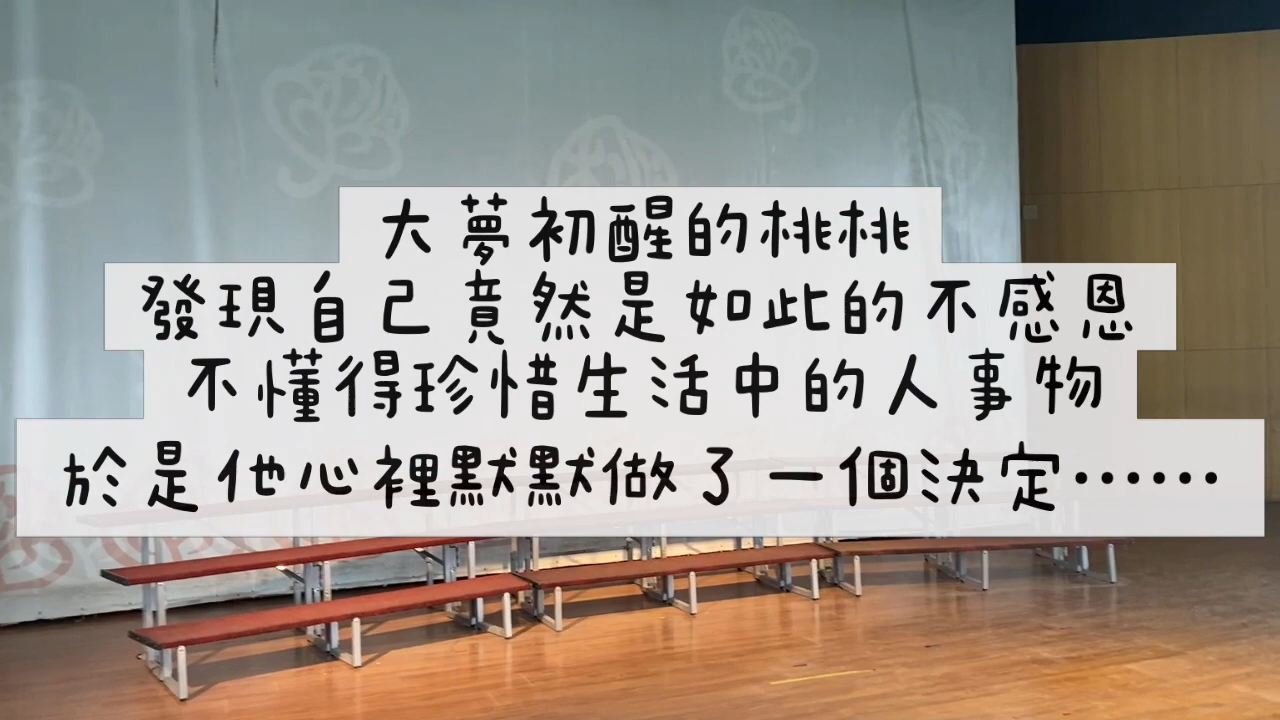 大夢初醒的桃桃
發現自己竟然是如此的不感恩
不懂得珍惜生活中的人事物
於是他心裡默默做了一個決定⋯⋯